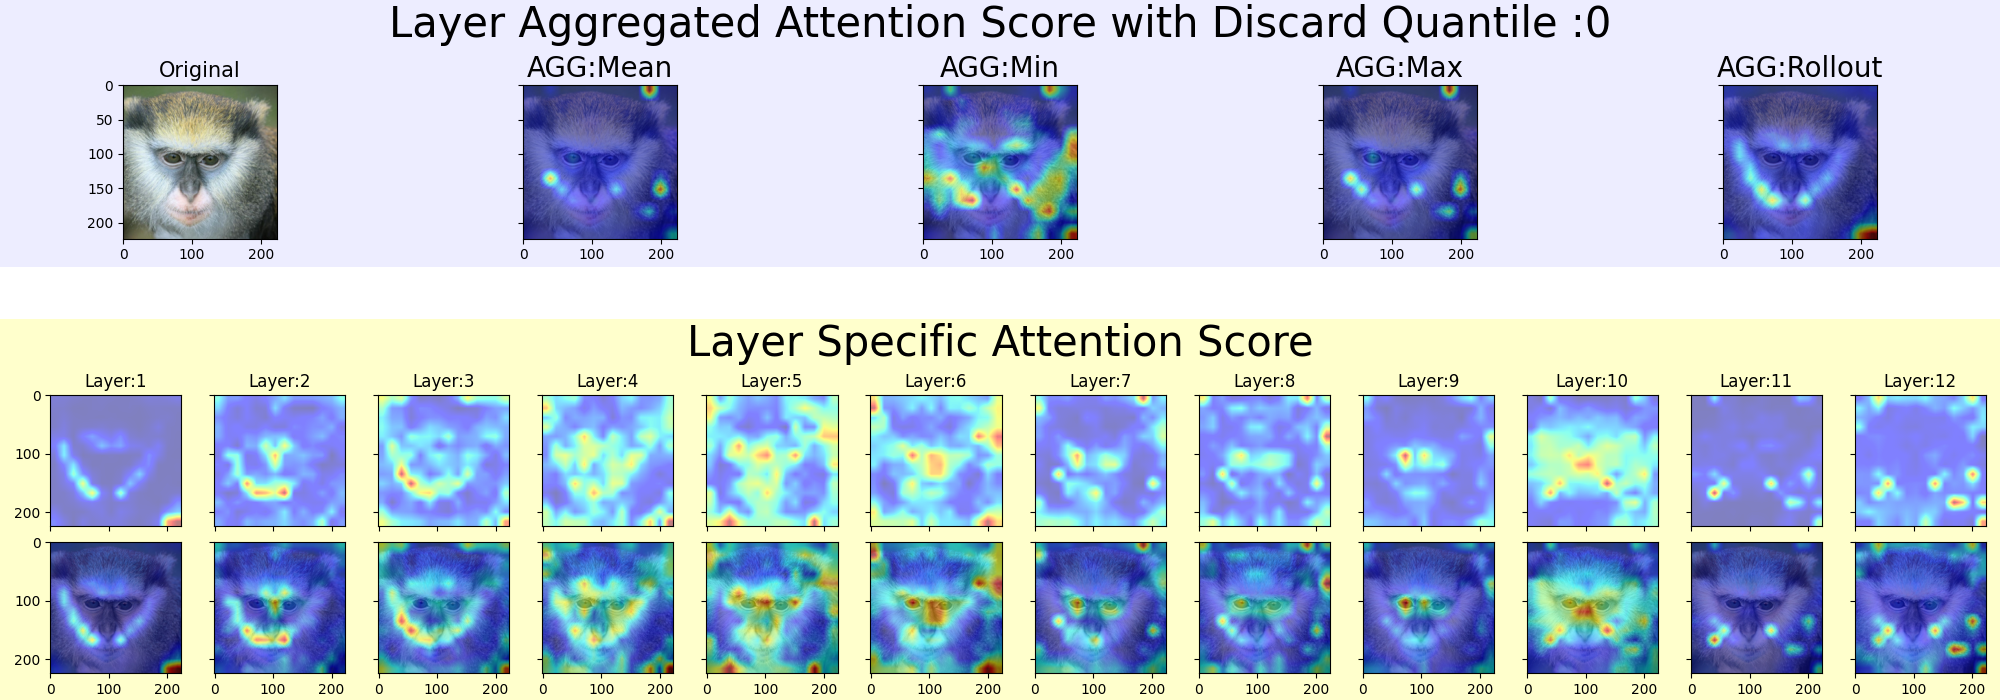 Layer Aggregated Attention Score with Discard Quantile :0
Original AGG:Mean AGG:Min AGG:Max AGG:Rollout
0
50
100
150
200
0 100 200 0 100 200 0 100 200 0 100 200 0 100 200
Layer Specific Attention Score
Layer:1 Layer:2 Layer:3 Layer:4 Layer:5 Layer:6 Layer:7 Layer:8 Layer:9 Layer:10 Layer:11 Layer:12
0
100
200
0
100
200
0 100 200 0 100 200 0 100 200 0 100 200 0 100 200 0 100 200 0 100 200 0 100 200 0 100 200 0 100 200 0 100 200 0 100 200